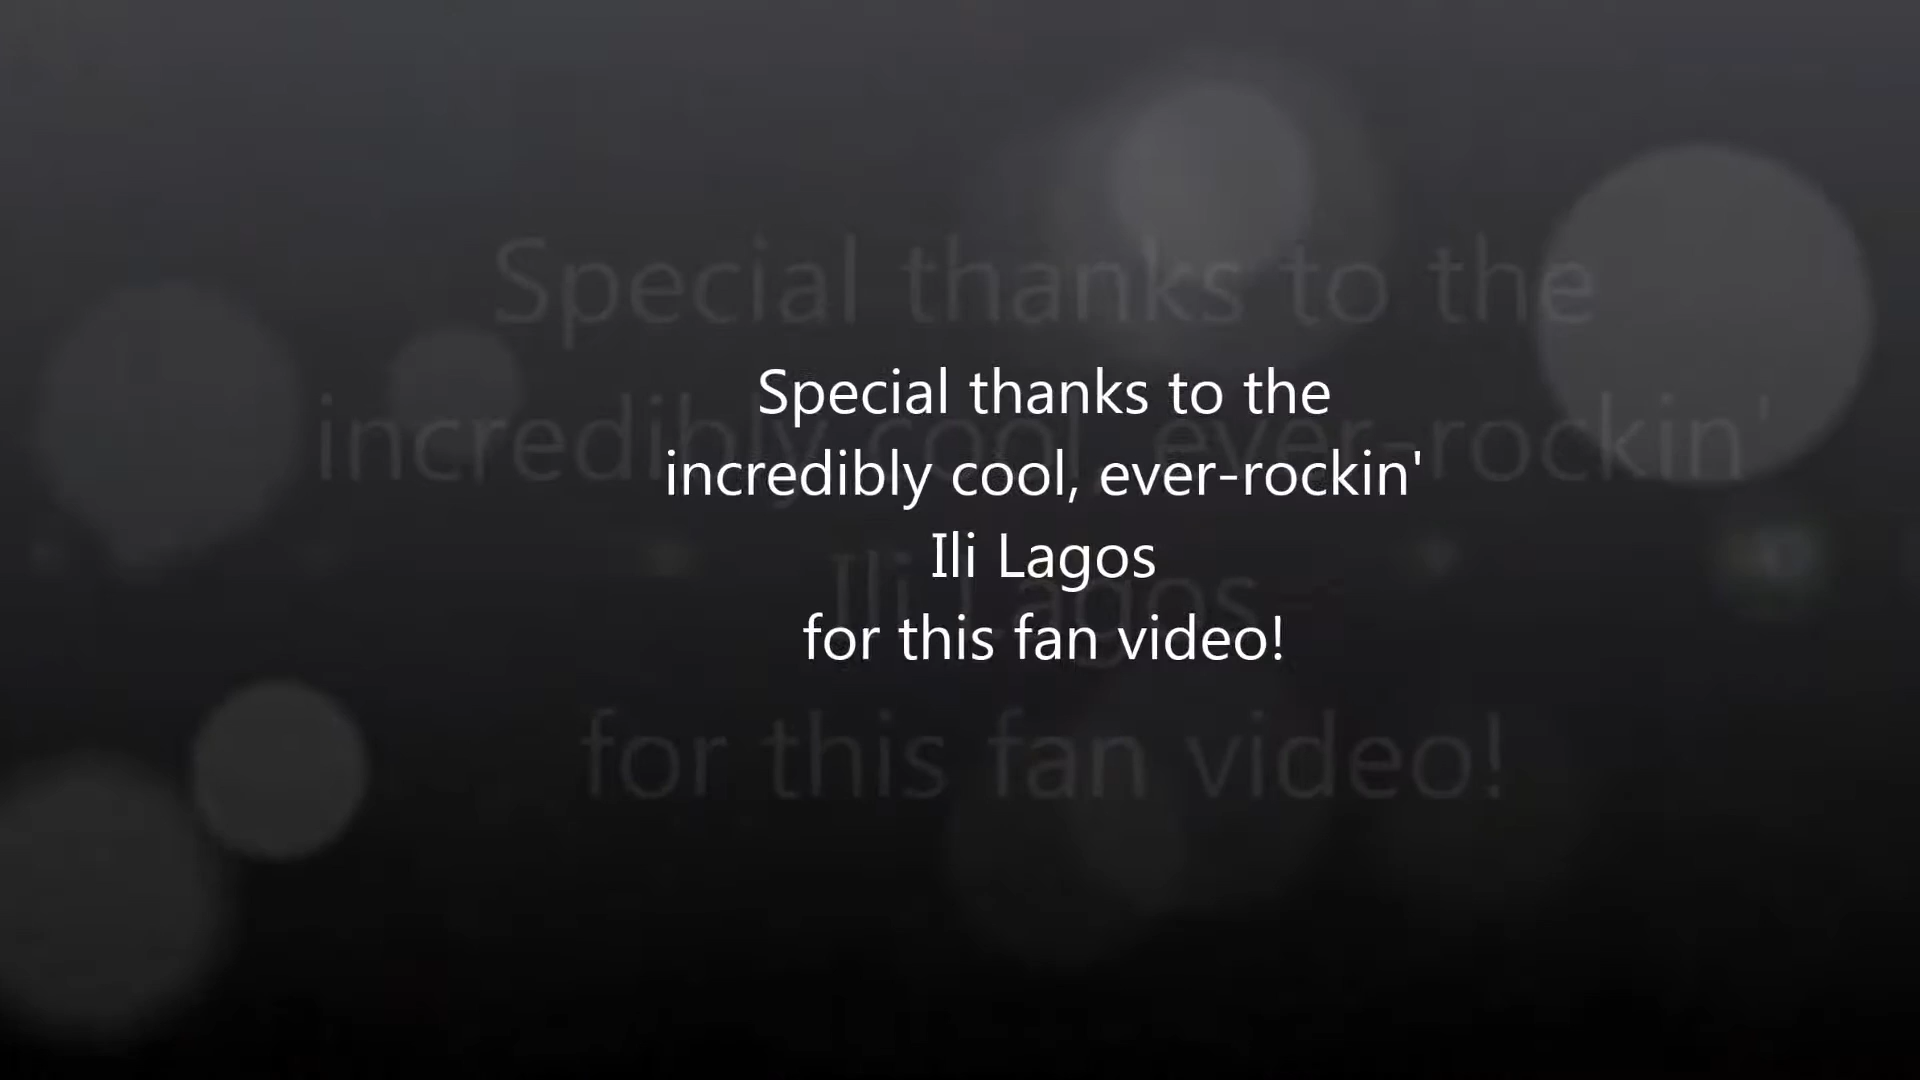 Special thanks to the
incredibly cool, ever-rockin'
Ili Lagos
for this fan video!